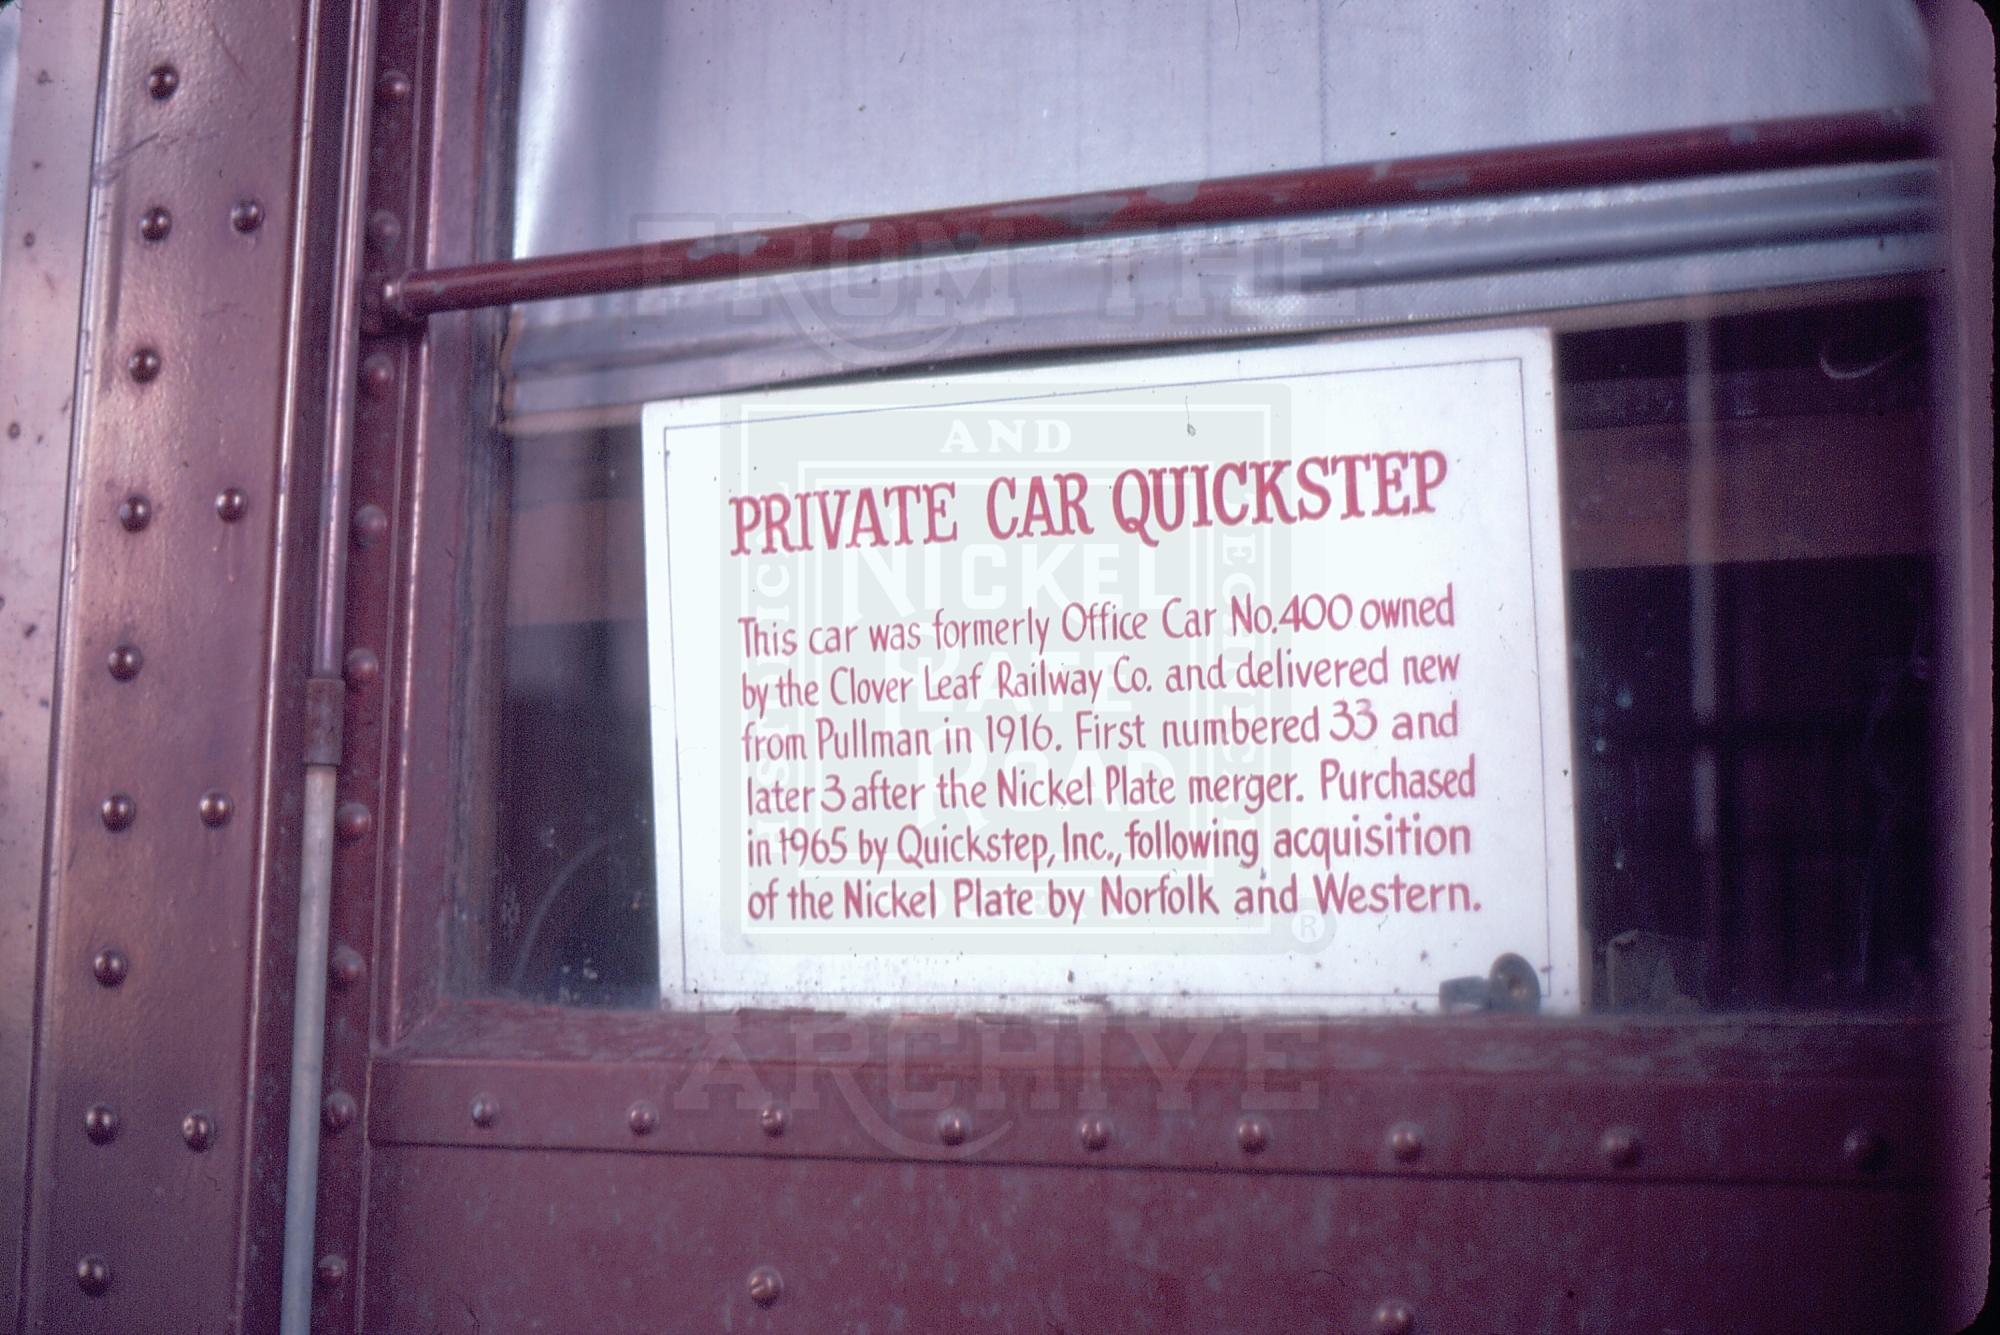 FROM THE
AND
PRIVATE CAR QUICKSTEP
NICKEL
PLATE
ROAD
This car was formerly Office Car No.400 owned
by the Clover Leaf Railway Co. and delivered new
from Pullman in 1916. First numbered 33 and
later 3 after the Nickel Plate merger. Purchased
in 1965 by Quickstep, Inc., following acquisition
of the Nickel Plate by Norfolk and Western.
®
ARCHIVE